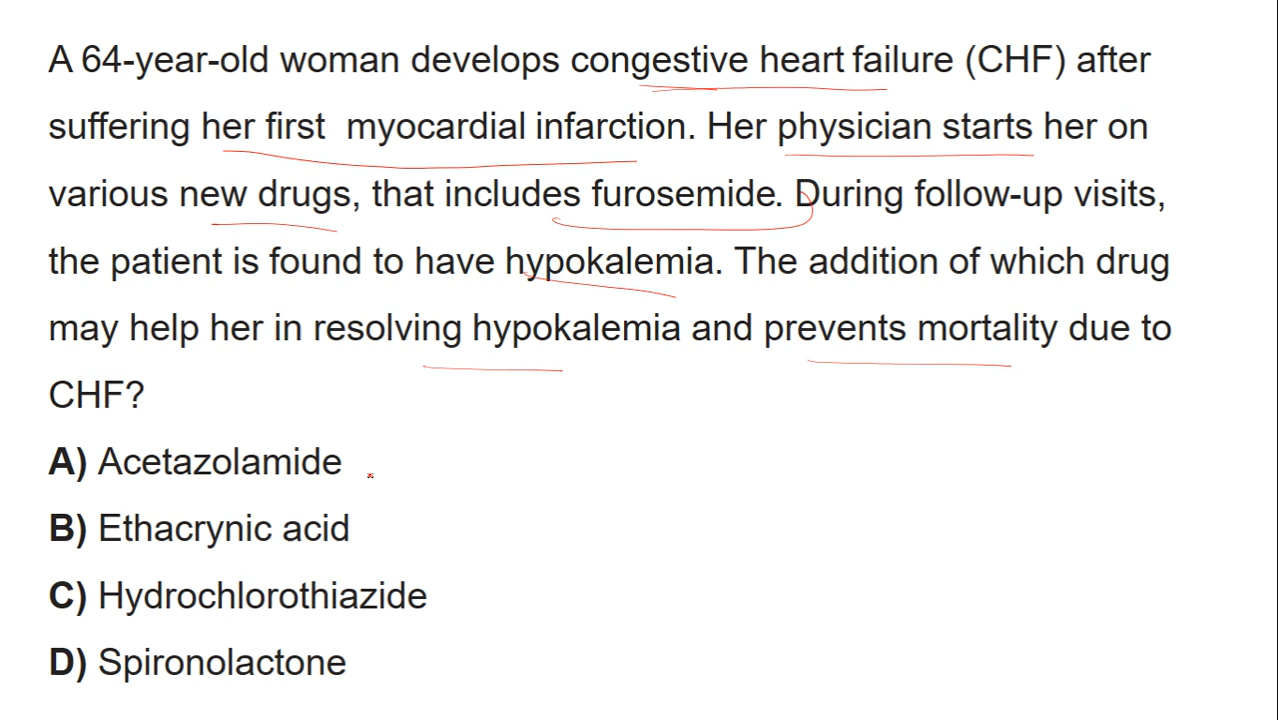 A 64-year-old woman develops congestive heart failure (CHF) after
suffering her first myocardial infarction. Her physician starts her on
various new drugs, that includes furosemide. During follow-up visits,
the patient is found to have hypokalemia. The addition of which drug
may help her in resolving hypokalemia and prevents mortality due to
CHF?
A) Acetazolamide
B) Ethacrynic acid
C) Hydrochlorothiazide
D) Spironolactone